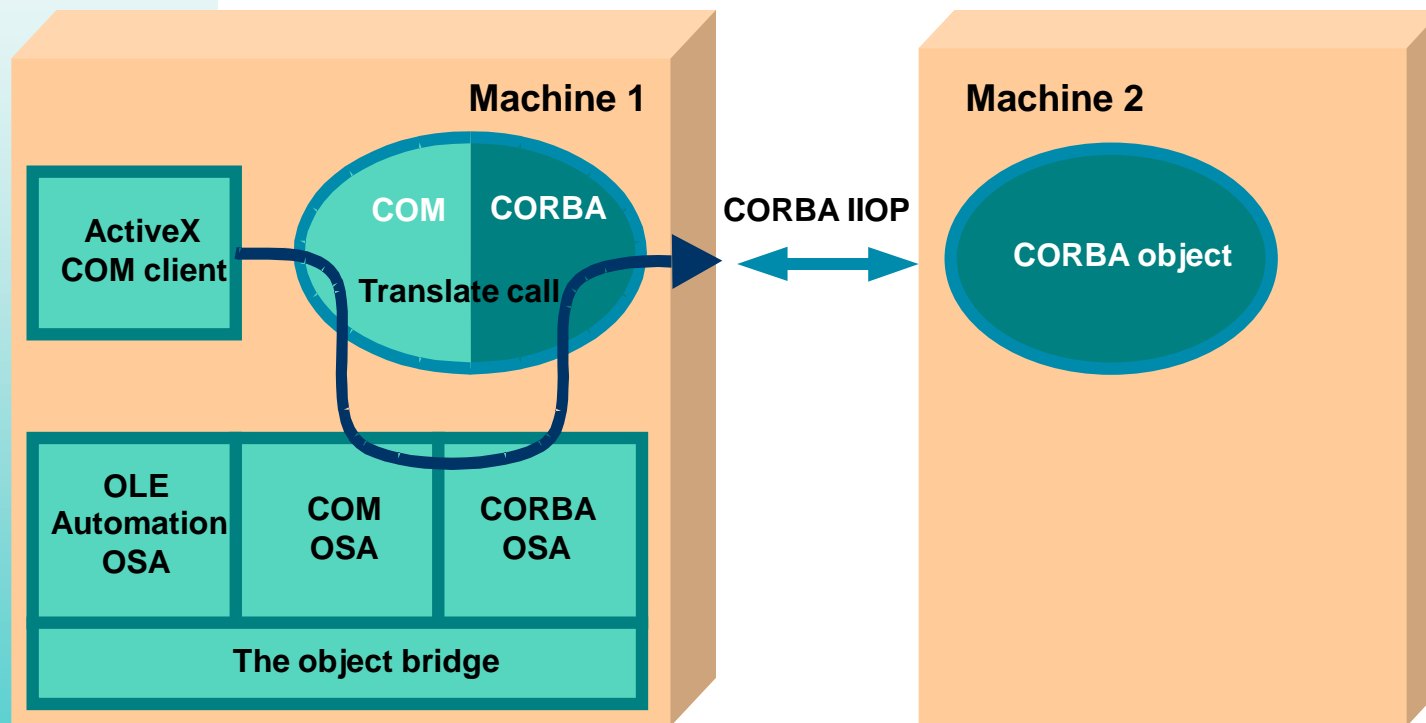 Machine 1
Machine 2
ActiveX
COM client
COM
CORBA
Translate call
CORBA IIOP
CORBA object
OLE
Automation
OSA
COM
OSA
CORBA
OSA
The object bridge